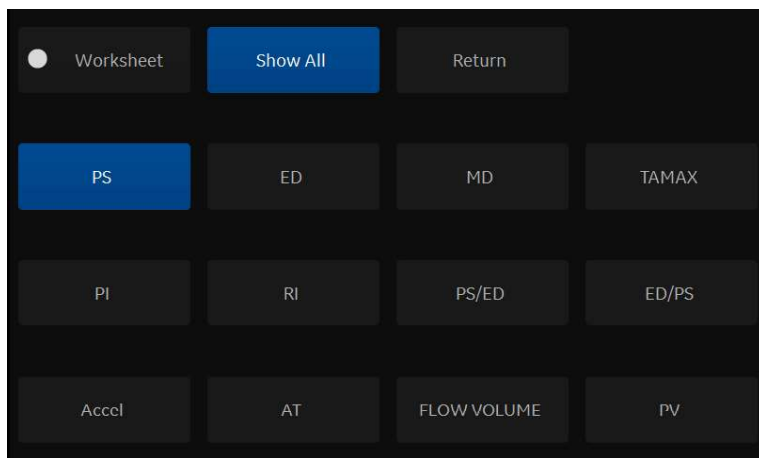 Worksheet Show All Return
PS ED MD TAMAX
PI RI PS/ED ED/PS
Accel AT FLOW VOLUME PV